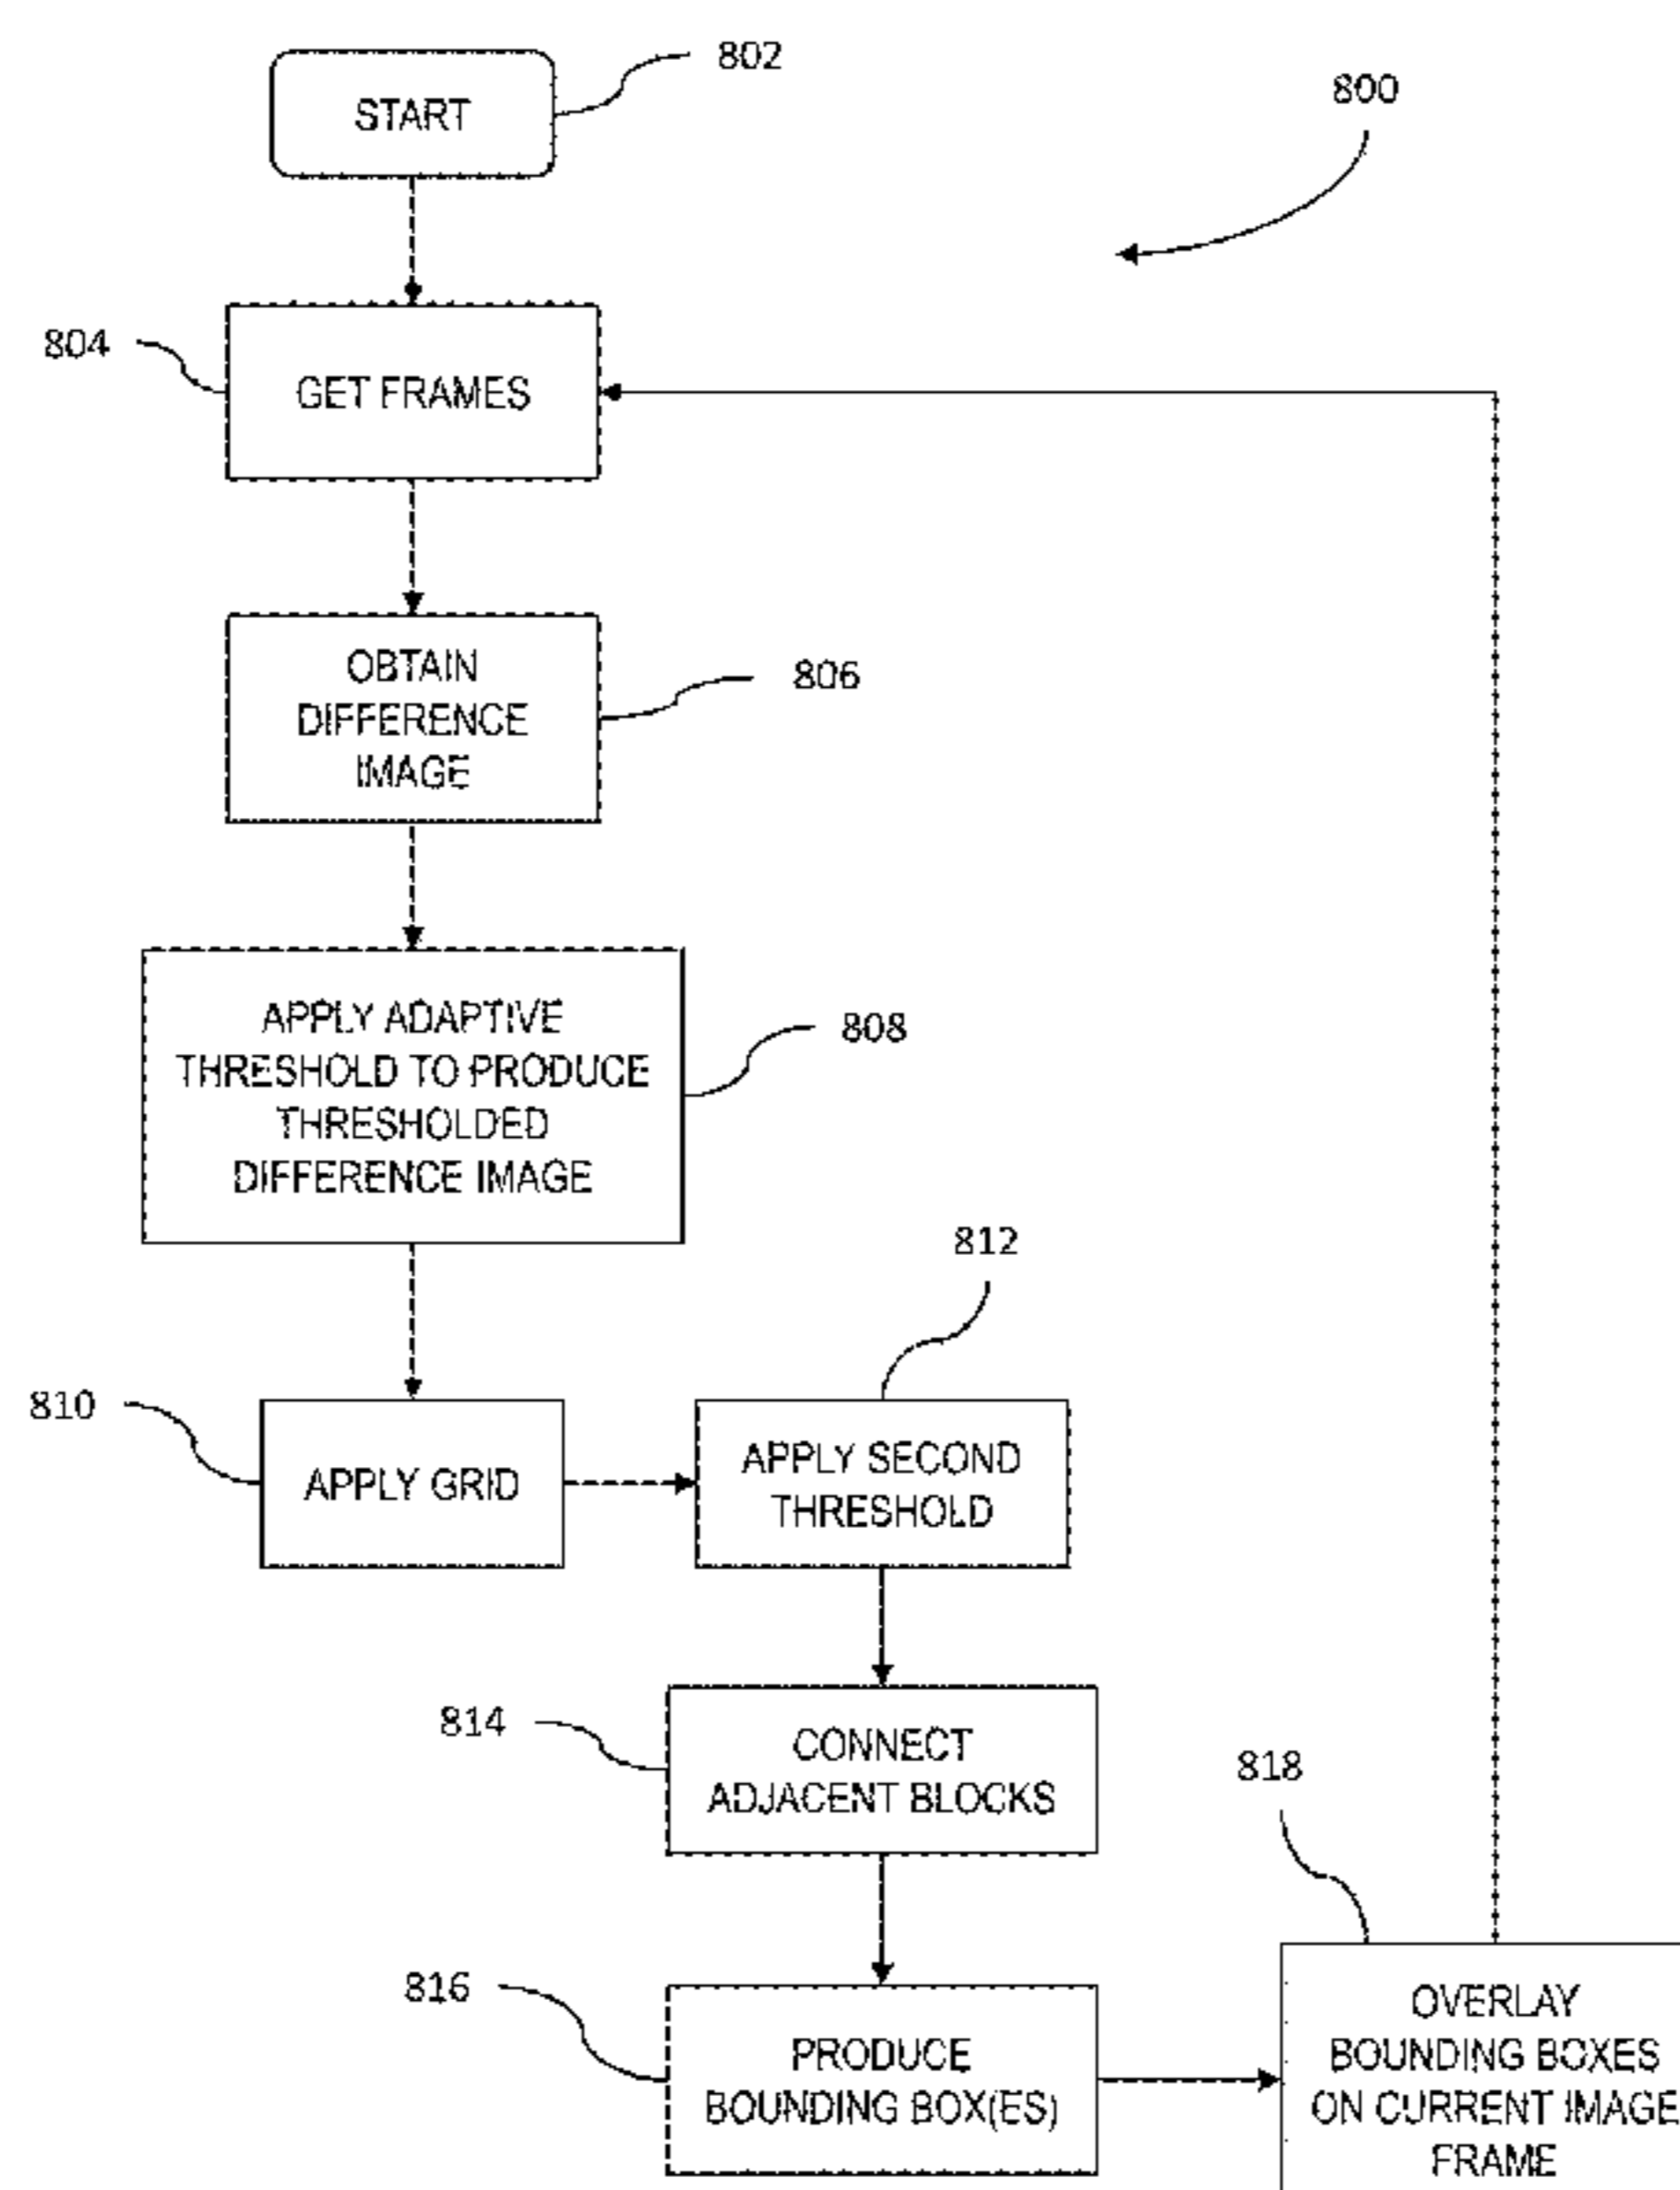 802
START
800
804
GET FRAMES
OBTAIN
DIFFERENCE
IMAGE
806
APPLY ADAPTIVE
THRESHOLD TO PRODUCE
THRESHOLDED
DIFFERENCE IMAGE
808
812
810
APPLY GRID
APPLY SECOND
THRESHOLD
814
CONNECT
ADJACENT BLOCKS
818
816
PRODUCE
BOUNDING BOX(ES)
OVERLAY
BOUNDING BOXES
ON CURRENT IMAGE
FRAME